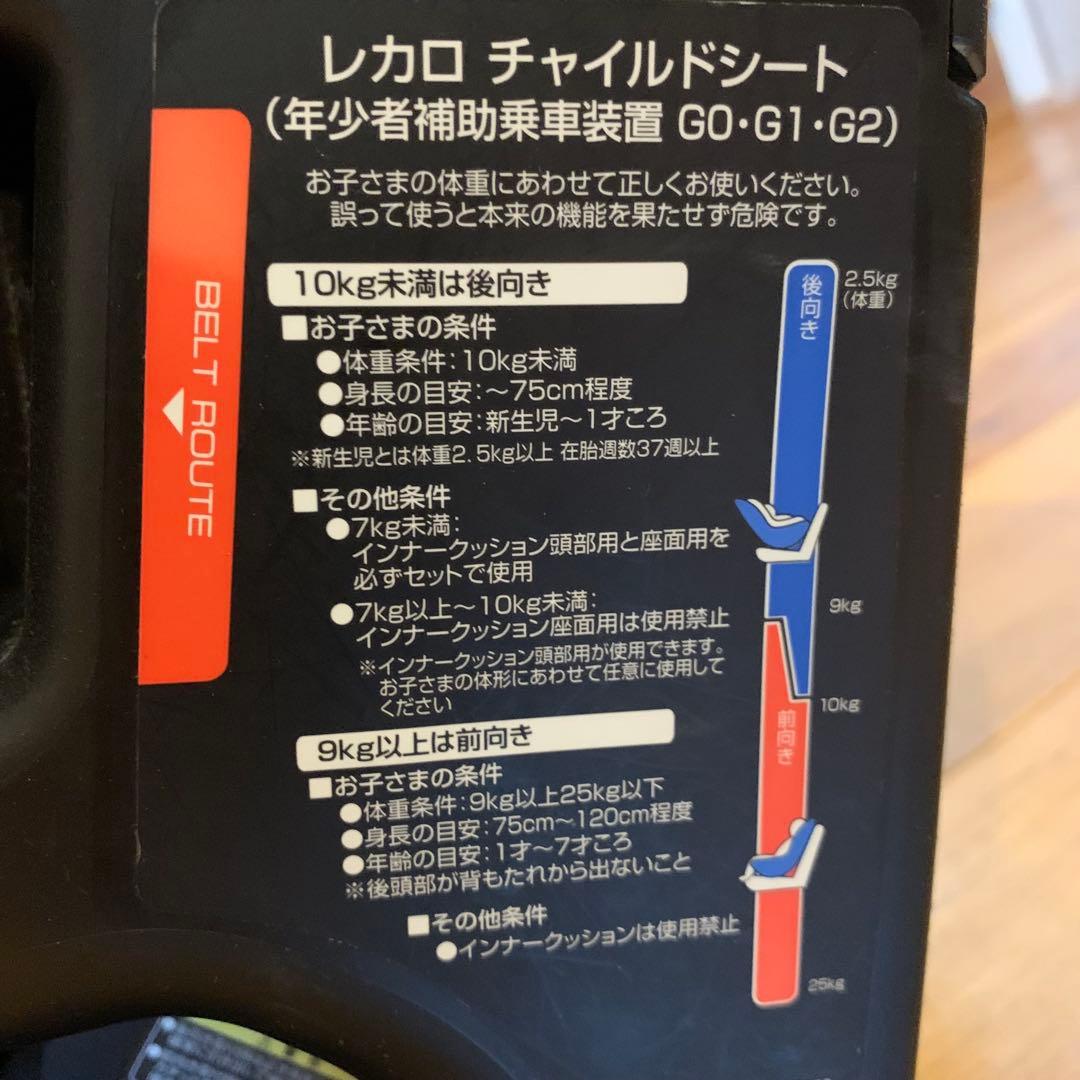 レカロ チャイルドシート
(年少者補助乗車装置 G0・G1・G2)
お子さまの体重にあわせて正しくお使いください。
誤って使うと本来の機能を果たせず危険です。
BELT ROUTE
10kg未満は後向き
■お子さまの条件
●体重条件:10kg未満
●身長の目安:～75cm程度
●年齢の目安:新生児～1才ころ
※新生児とは体重2.5kg以上 在胎週数37週以上
■その他条件
●7kg未満:
インナークッション頭部用と座面用を
必ずセットで使用
●7kg以上～10kg未満:
インナークッション座面用は使用禁止
※インナークッション頭部用が使用できます。
お子さまの体形にあわせて任意に使用して
ください
9kg以上は前向き
■お子さまの条件
●体重条件:9kg以上25kg以下
●身長の目安:75cm～120cm程度
●年齢の目安:1才～7才ころ
※後頭部が背もたれから出ないこと
■その他条件
●インナークッションは使用禁止
後向き
2.5kg
(体重)
9kg
10kg
前向き
25kg